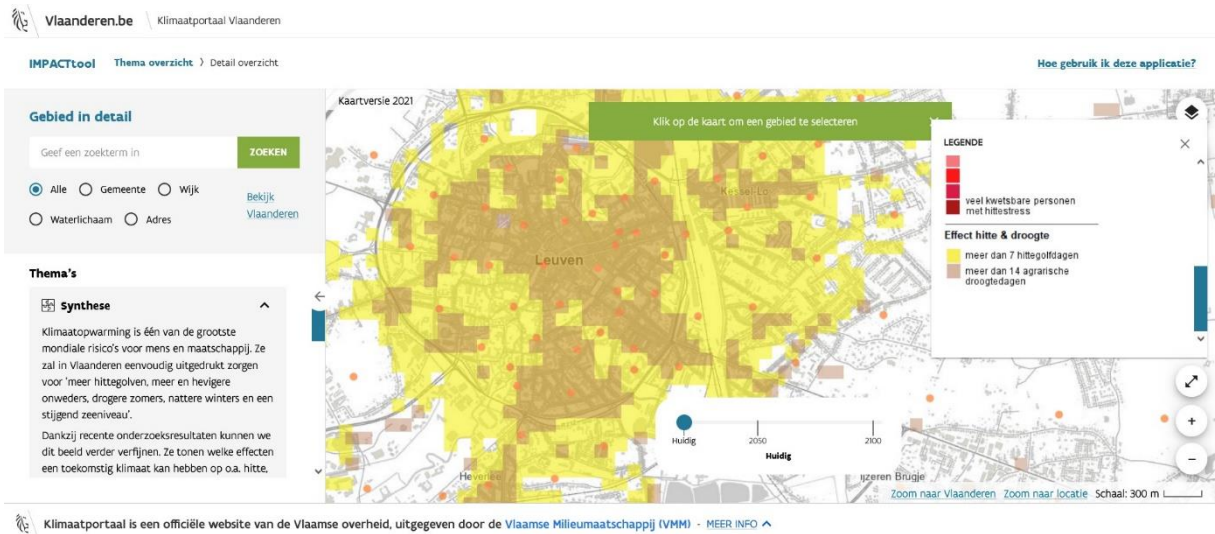 Vlaanderen.be
Klimaatportaal Vlaanderen
IMPACTtool
Thema overzicht > Detail overzicht
Hoe gebruik ik deze applicatie?
Gebied in detail
Geef een zoekterm in
ZOEKEN
Alle
Gemeente
Wijk
Waterlichaam
Adres
Bekijk
Vlaanderen
Thema's
Synthese
Klimaatopwarming is één van de grootste
mondiale risico's voor mens en maatschappij. Ze
zal in Vlaanderen eenvoudig uitgedrukt zorgen
voor 'meer hittegolven, meer en hevigere
onweders, drogere zomers, nattere winters en een
stijgend zeeniveau'.
Dankzij recente onderzoeksresultaten kunnen we
dit beeld verder verfijnen. Ze tonen welke effecten
een toekomstig klimaat kan hebben op o.a. hitte,
Kaartversie 2021
Klik op de kaart om een gebied te selecteren
Kessel-Lo
Leuven
Heverlee
Ijzeren Brugje
LEGENDE
veel kwetsbare personen
met hittestress
Effect hitte & droogte
meer dan 7 hittegolfdagen
meer dan 14 agrarische
droogtedagen
Huidig
2050
2100
Huidig
+
−
Zoom naar Vlaanderen
Zoom naar locatie
Schaal: 300 m
Klimaatportaal is een officiële website van de Vlaamse overheid, uitgegeven door de Vlaamse Milieumaatschappij (VMM) - MEER INFO